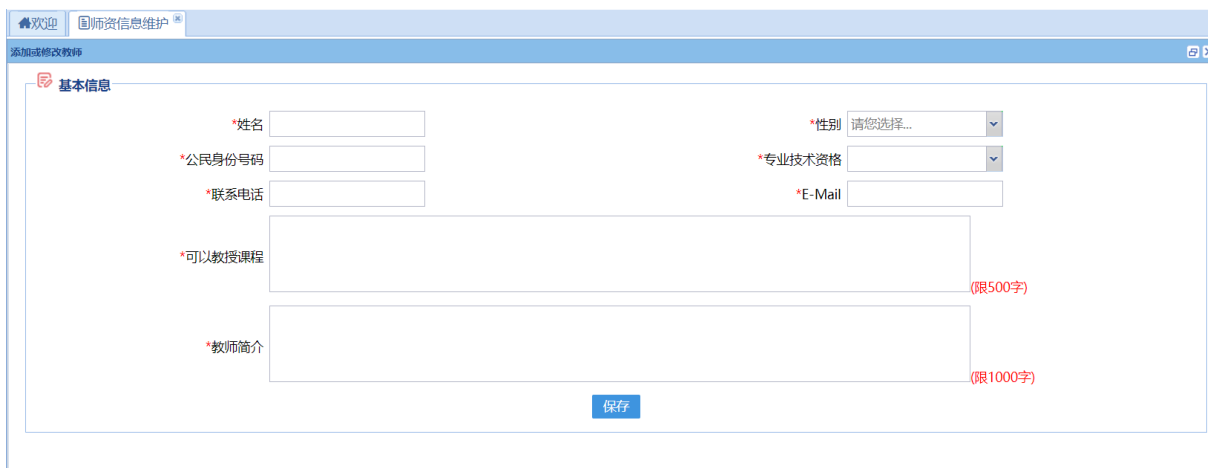 欢迎 师资信息维护
添加或修改教师
基本信息
*姓名 *性别 请您选择...
*公民身份号码 *专业技术资格
*联系电话 *E-Mail
*可以教授课程
(限500字)
*教师简介
(限1000字)
保存